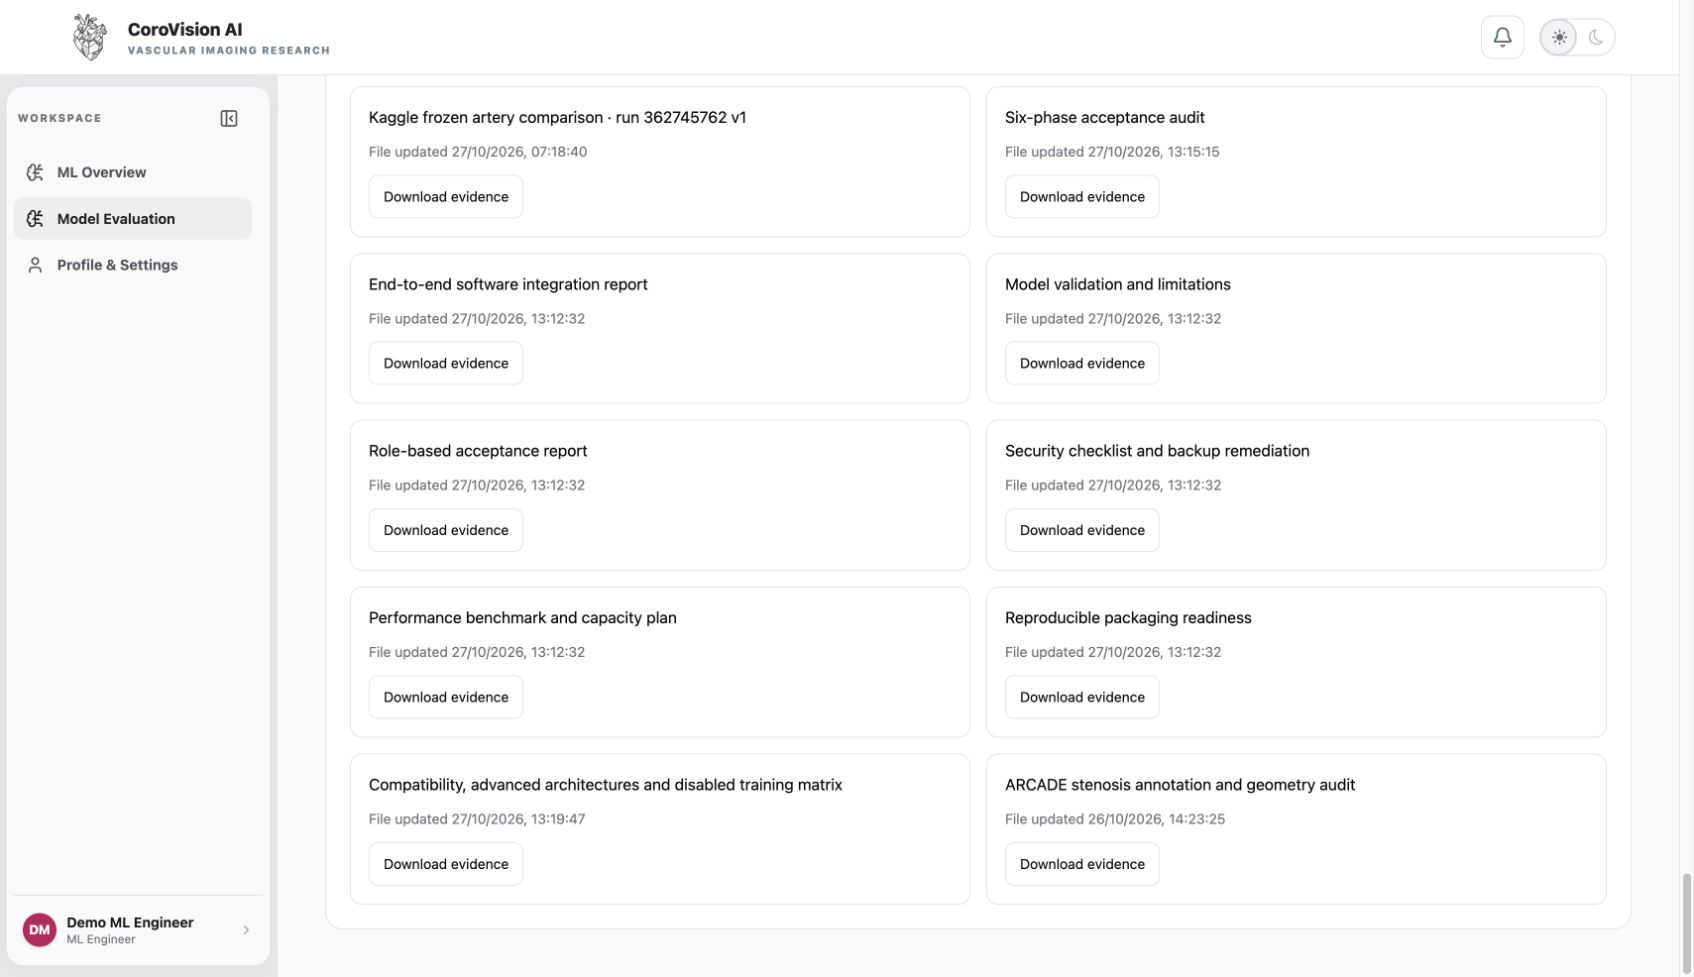 CoroVision AI
VASCULAR IMAGING RESEARCH
WORKSPACE
ML Overview
Model Evaluation
Profile & Settings
Kaggle frozen artery comparison · run 362745762 v1
File updated 27/10/2026, 07:18:40
Download evidence
Six-phase acceptance audit
File updated 27/10/2026, 13:15:15
Download evidence
End-to-end software integration report
File updated 27/10/2026, 13:12:32
Download evidence
Model validation and limitations
File updated 27/10/2026, 13:12:32
Download evidence
Role-based acceptance report
File updated 27/10/2026, 13:12:32
Download evidence
Security checklist and backup remediation
File updated 27/10/2026, 13:12:32
Download evidence
Performance benchmark and capacity plan
File updated 27/10/2026, 13:12:32
Download evidence
Reproducible packaging readiness
File updated 27/10/2026, 13:12:32
Download evidence
Compatibility, advanced architectures and disabled training matrix
File updated 27/10/2026, 13:19:47
Download evidence
ARCADE stenosis annotation and geometry audit
File updated 26/10/2026, 14:23:25
Download evidence
DM
Demo ML Engineer
ML Engineer